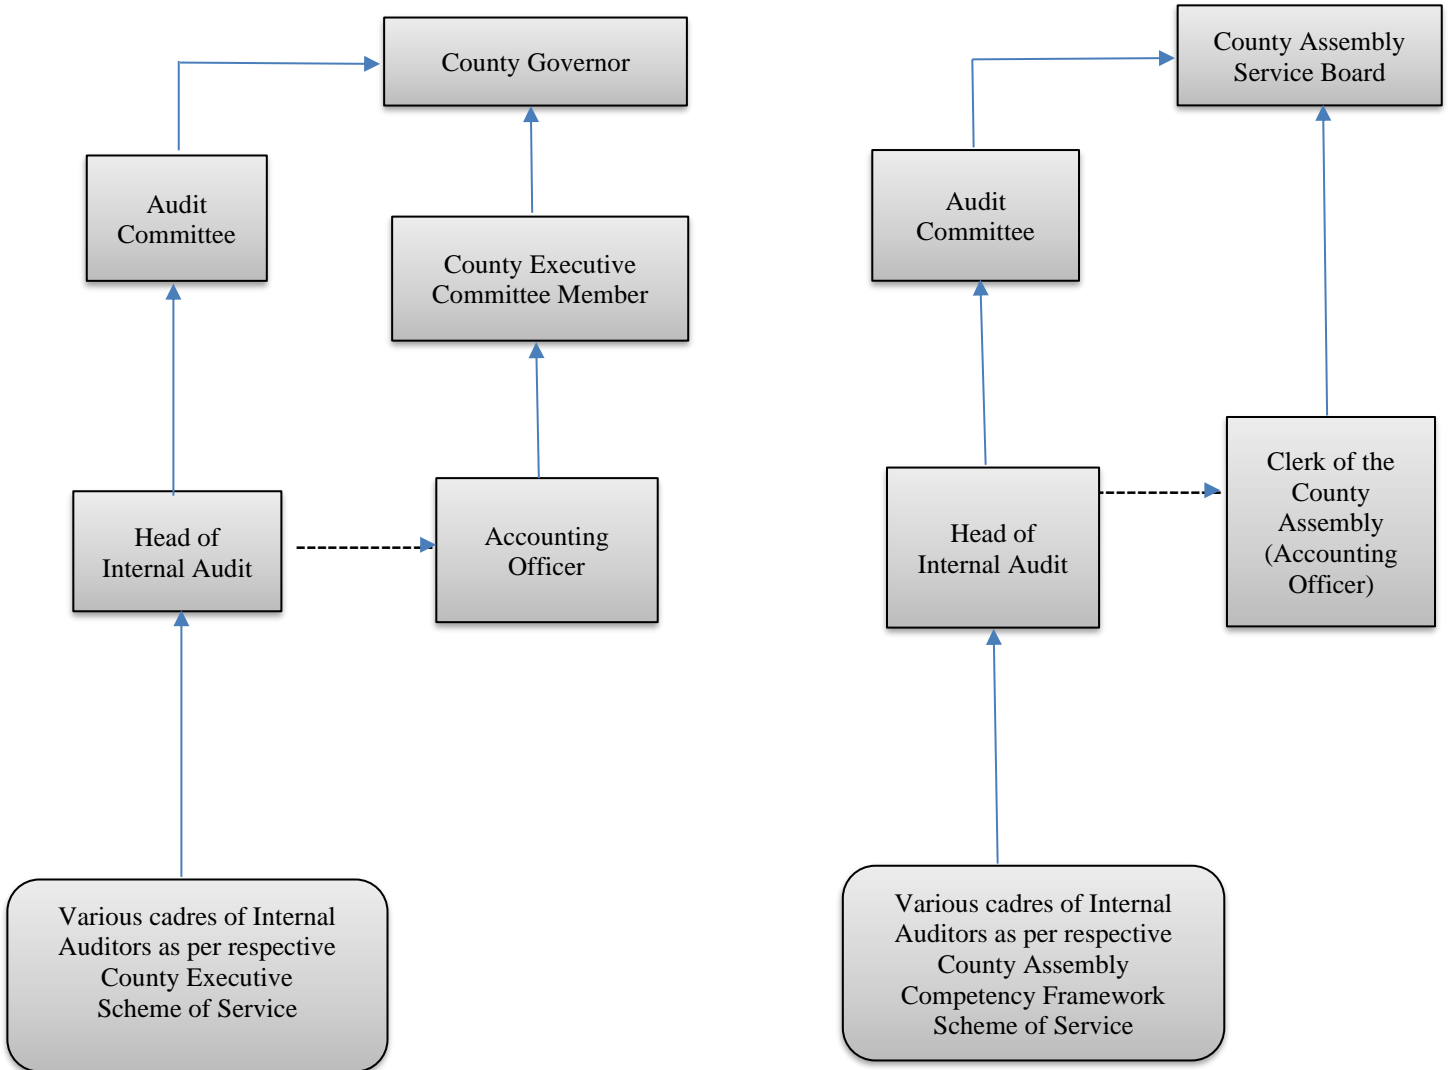 County Governor
Audit
Committee
County Executive
Committee Member
Head of
Internal Audit
Accounting
Officer
Various cadres of Internal
Auditors as per respective
County Executive
Scheme of Service
County Assembly
Service Board
Audit
Committee
Head of
Internal Audit
Clerk of the
County
Assembly
(Accounting
Officer)
Various cadres of Internal
Auditors as per respective
County Assembly
Competency Framework
Scheme of Service